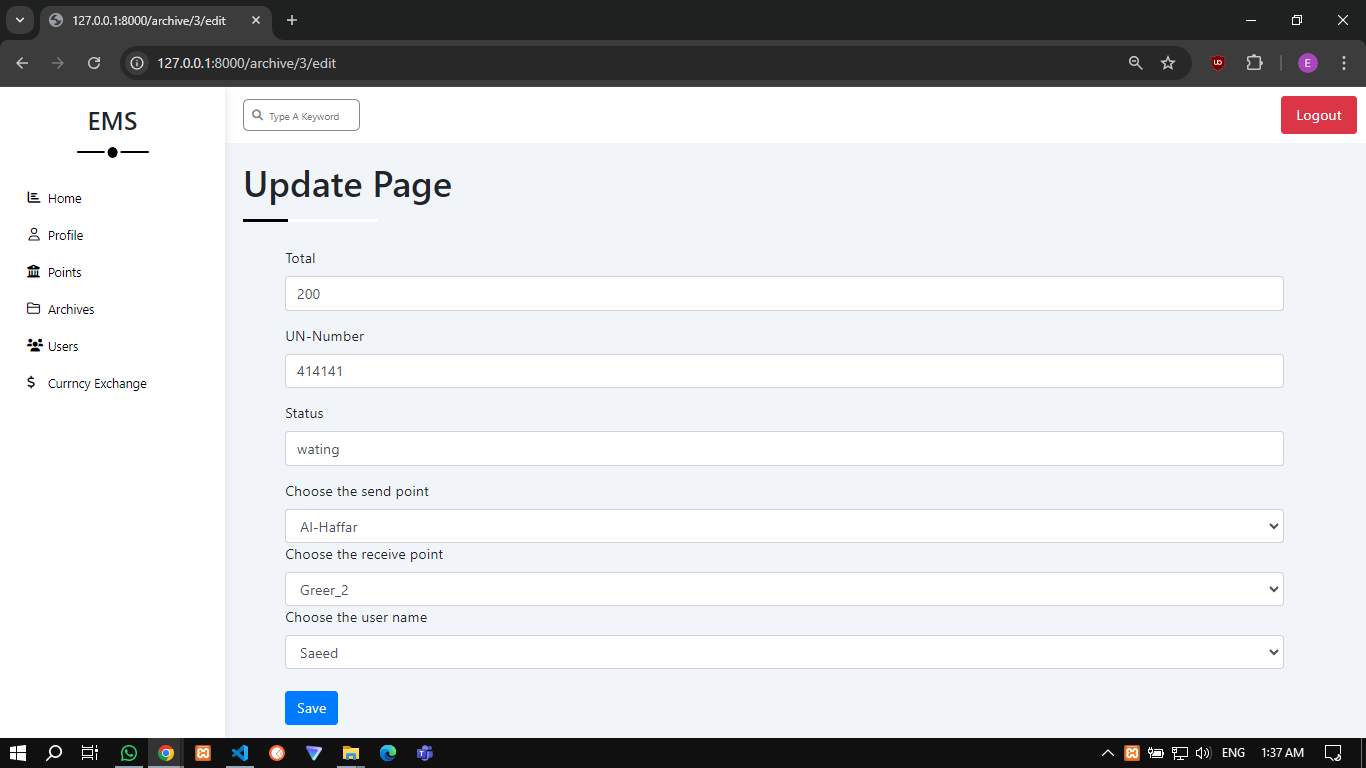 127.0.0.1:8000/archive/3/edit
127.0.0.1:8000/archive/3/edit
E
EMS
Home
Profile
Points
Archives
Users
Currncy Exchange
Type A Keyword
Logout
Update Page
Total
200
UN-Number
414141
Status
wating
Choose the send point
Al-Haffar
Choose the receive point
Greer_2
Choose the user name
Saeed
Save
ENG
1:37 AM